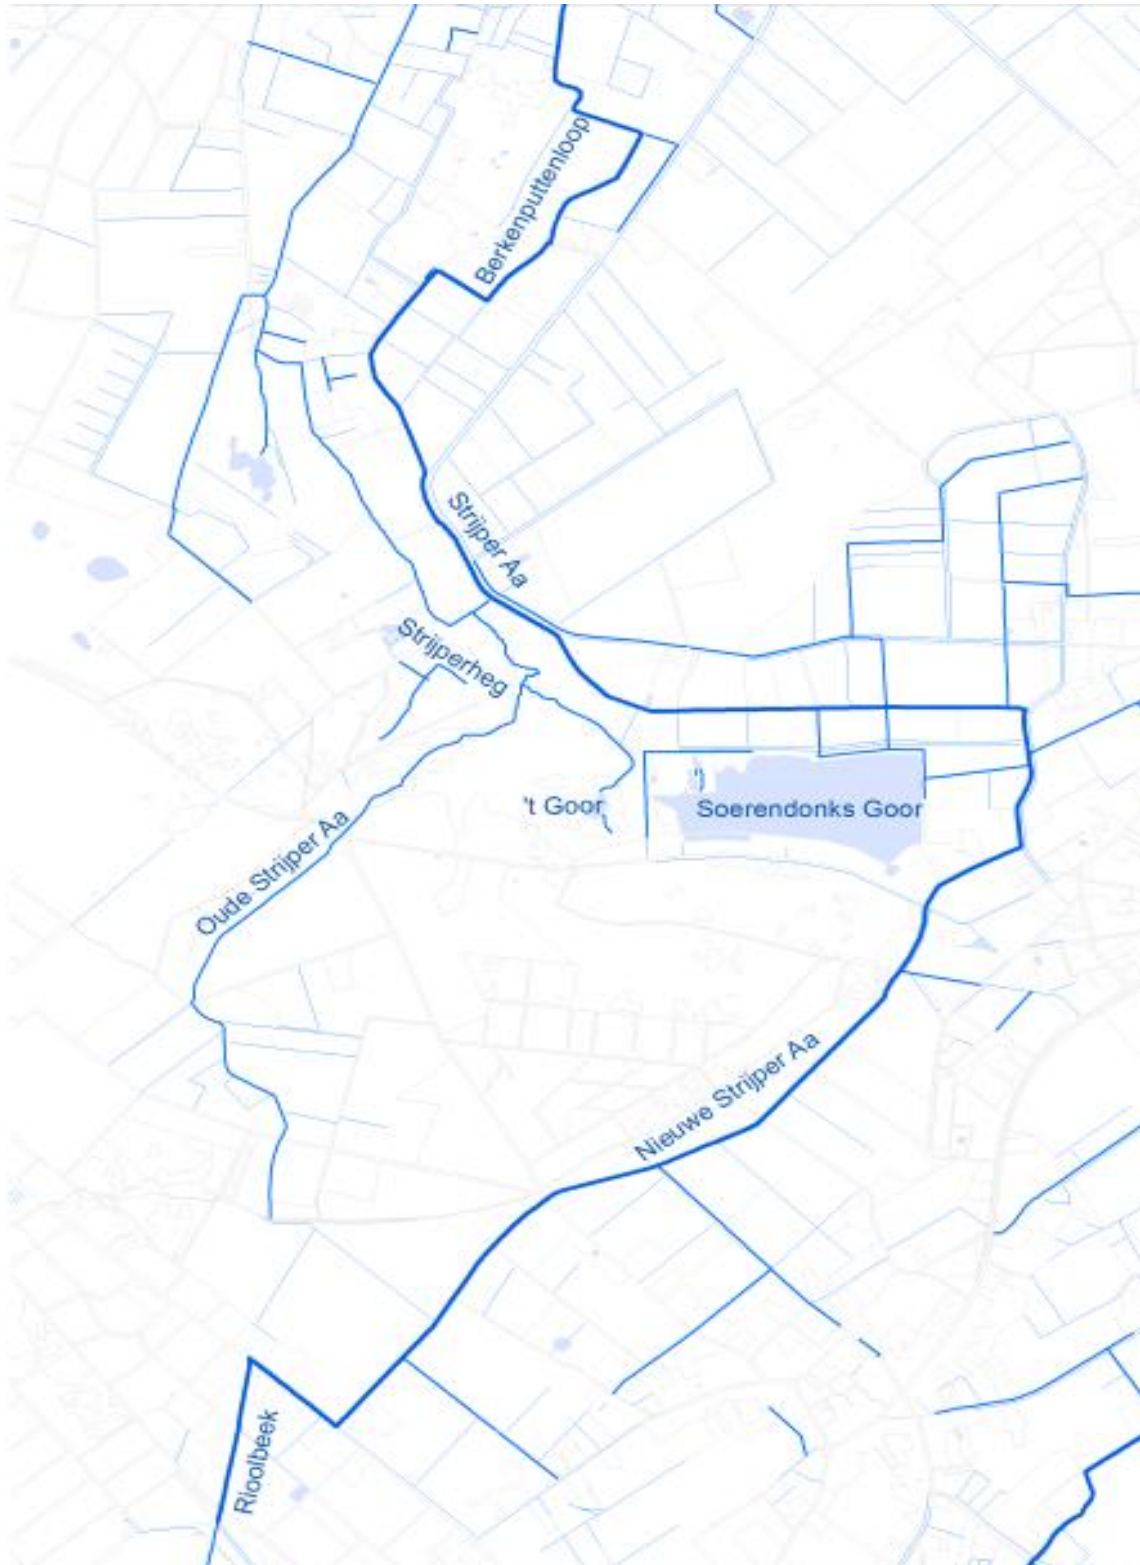 Berkenputtenloop
Strijper Aa
Strijperheg
't Goor
Soerendonks Goor
Oude Strijper Aa
Nieuwe Strijper Aa
Rioolbeek